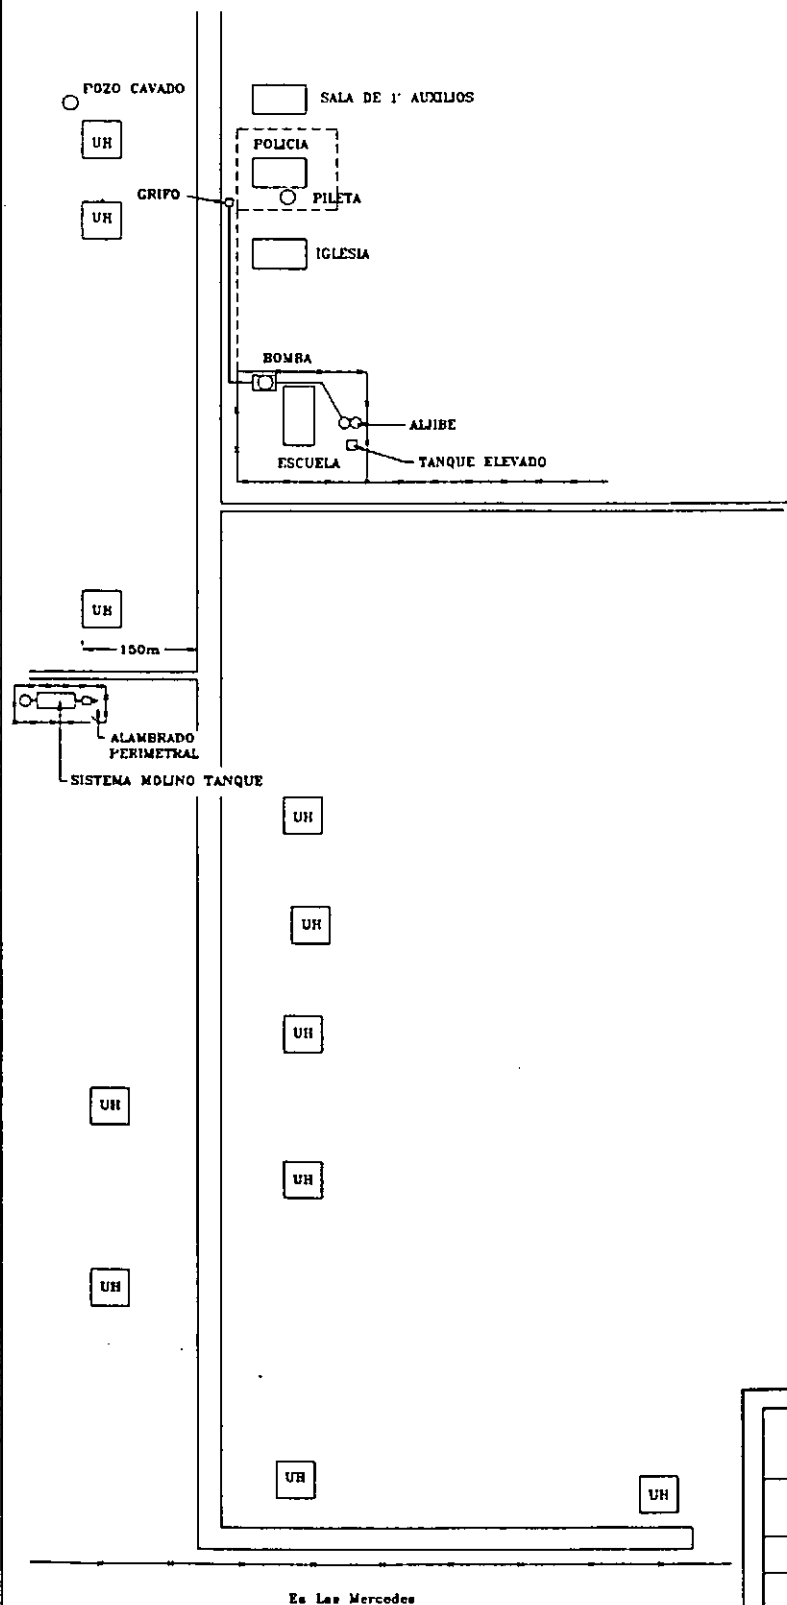 POZO CAVADO
SALA DE 1' AUXILIOS
UH
POLICIA
GRIFO
PILETA
UH
IGLESIA
BOMBA
ALJIBE
ESCUELA
TANQUE ELEVADO
UH
150m
ALAMBRADO
PERIMETRAL
SISTEMA MOLINO TANQUE
UH
UH
UH
UH
UH
UH
UH
UH
Ea Las Mercedes